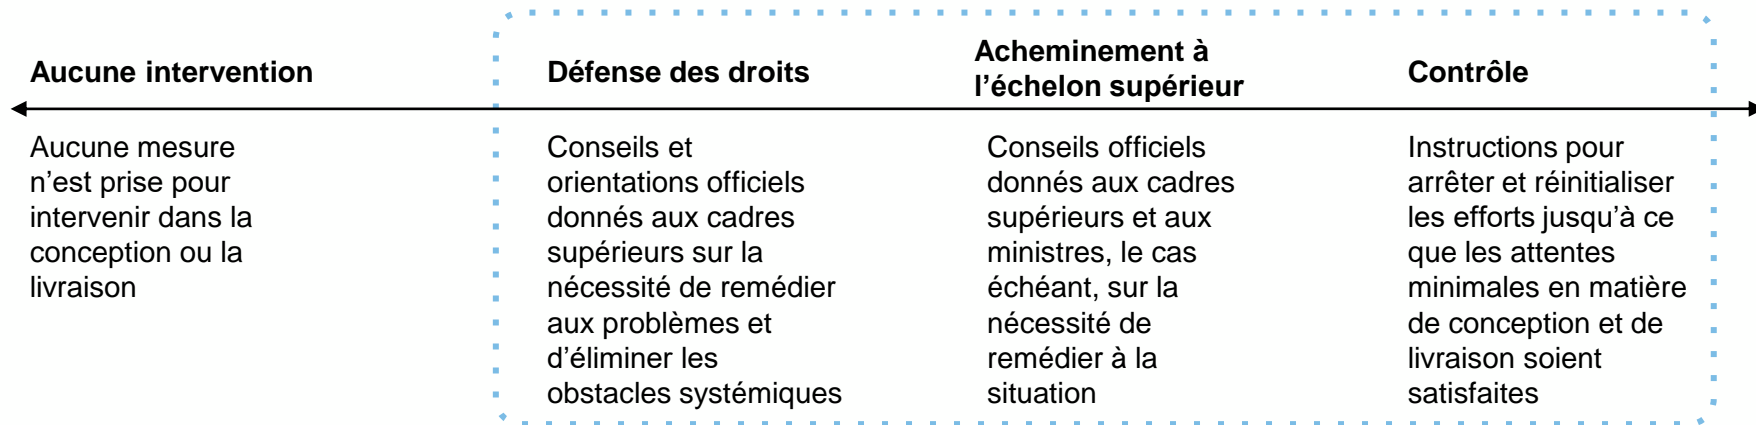 Aucune intervention
Aucune mesure
n’est prise pour
intervenir dans la
conception ou la
livraison
Défense des droits
Conseils et
orientations officiels
donnés aux cadres
supérieurs sur la
nécessité de remédier
aux problèmes et
d’éliminer les
obstacles systémiques
Acheminement à
l’échelon supérieur
Conseils officiels
donnés aux cadres
supérieurs et aux
ministres, le cas
échéant, sur la
nécessité de
remédier à la
situation
Contrôle
Instructions pour
arrêter et réinitialiser
les efforts jusqu’à ce
que les attentes
minimales en matière
de conception et de
livraison soient
satisfaites